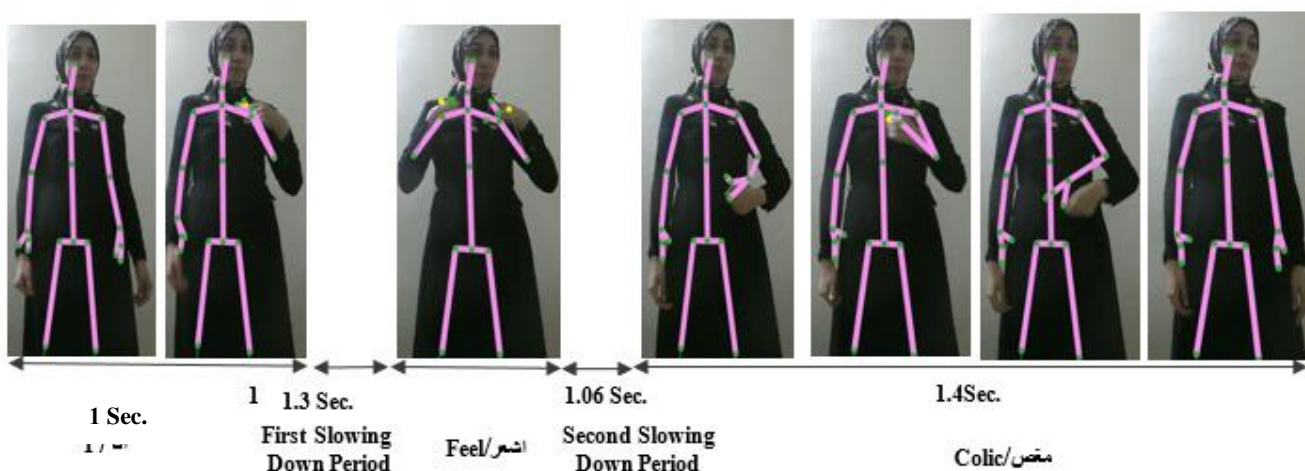 1
1.3 Sec.
1.06 Sec.
1.4Sec.
1 Sec.
First Slowing
Down Period
Feel/اشعر
Second Slowing
Down Period
Colic/مغص